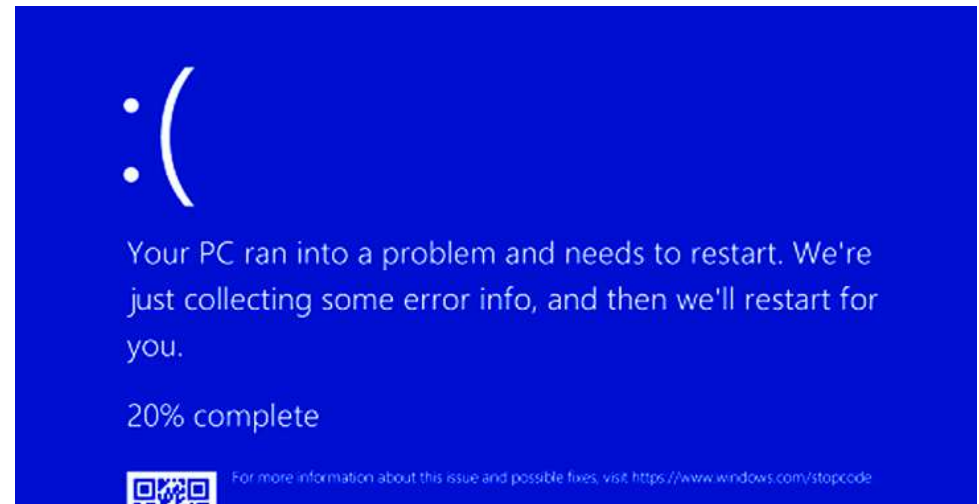 :(
Your PC ran into a problem and needs to restart. We're
just collecting some error info, and then we'll restart for
you.
20% complete
For more information about this issue and possible fixes, visit https://www.windows.com/stopcode